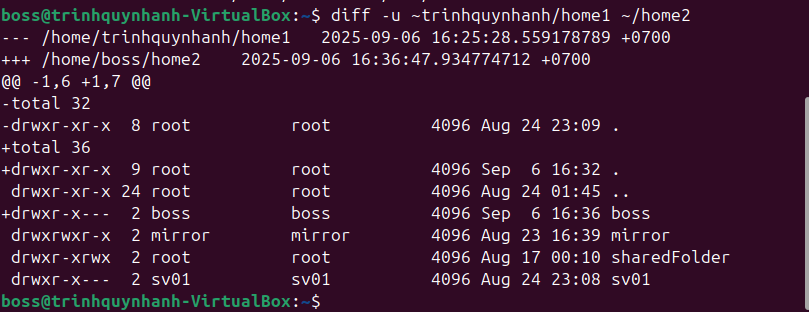 boss@trinhquynhanh-VirtualBox:~$ diff -u ~trinhquynhanh/home1 ~/home2
--- /home/trinhquynhanh/home1   2025-09-06 16:25:28.559178789 +0700
+++ /home/boss/home2    2025-09-06 16:36:47.934774712 +0700
@@ -1,6 +1,7 @@
-total 32
-drwxr-xr-x  8 root          root          4096 Aug 24 23:09 .
+total 36
+drwxr-xr-x  9 root          root          4096 Sep  6 16:32 .
 drwxr-xr-x 24 root          root          4096 Aug 24 01:45 ..
+drwxr-x---  2 boss          boss          4096 Sep  6 16:36 boss
 drwxrwxr-x  2 mirror        mirror        4096 Aug 23 16:39 mirror
 drwxr-xrwx  2 root          root          4096 Aug 17 00:10 sharedFolder
 drwxr-x---  2 sv01          sv01          4096 Aug 24 23:08 sv01
boss@trinhquynhanh-VirtualBox:~$